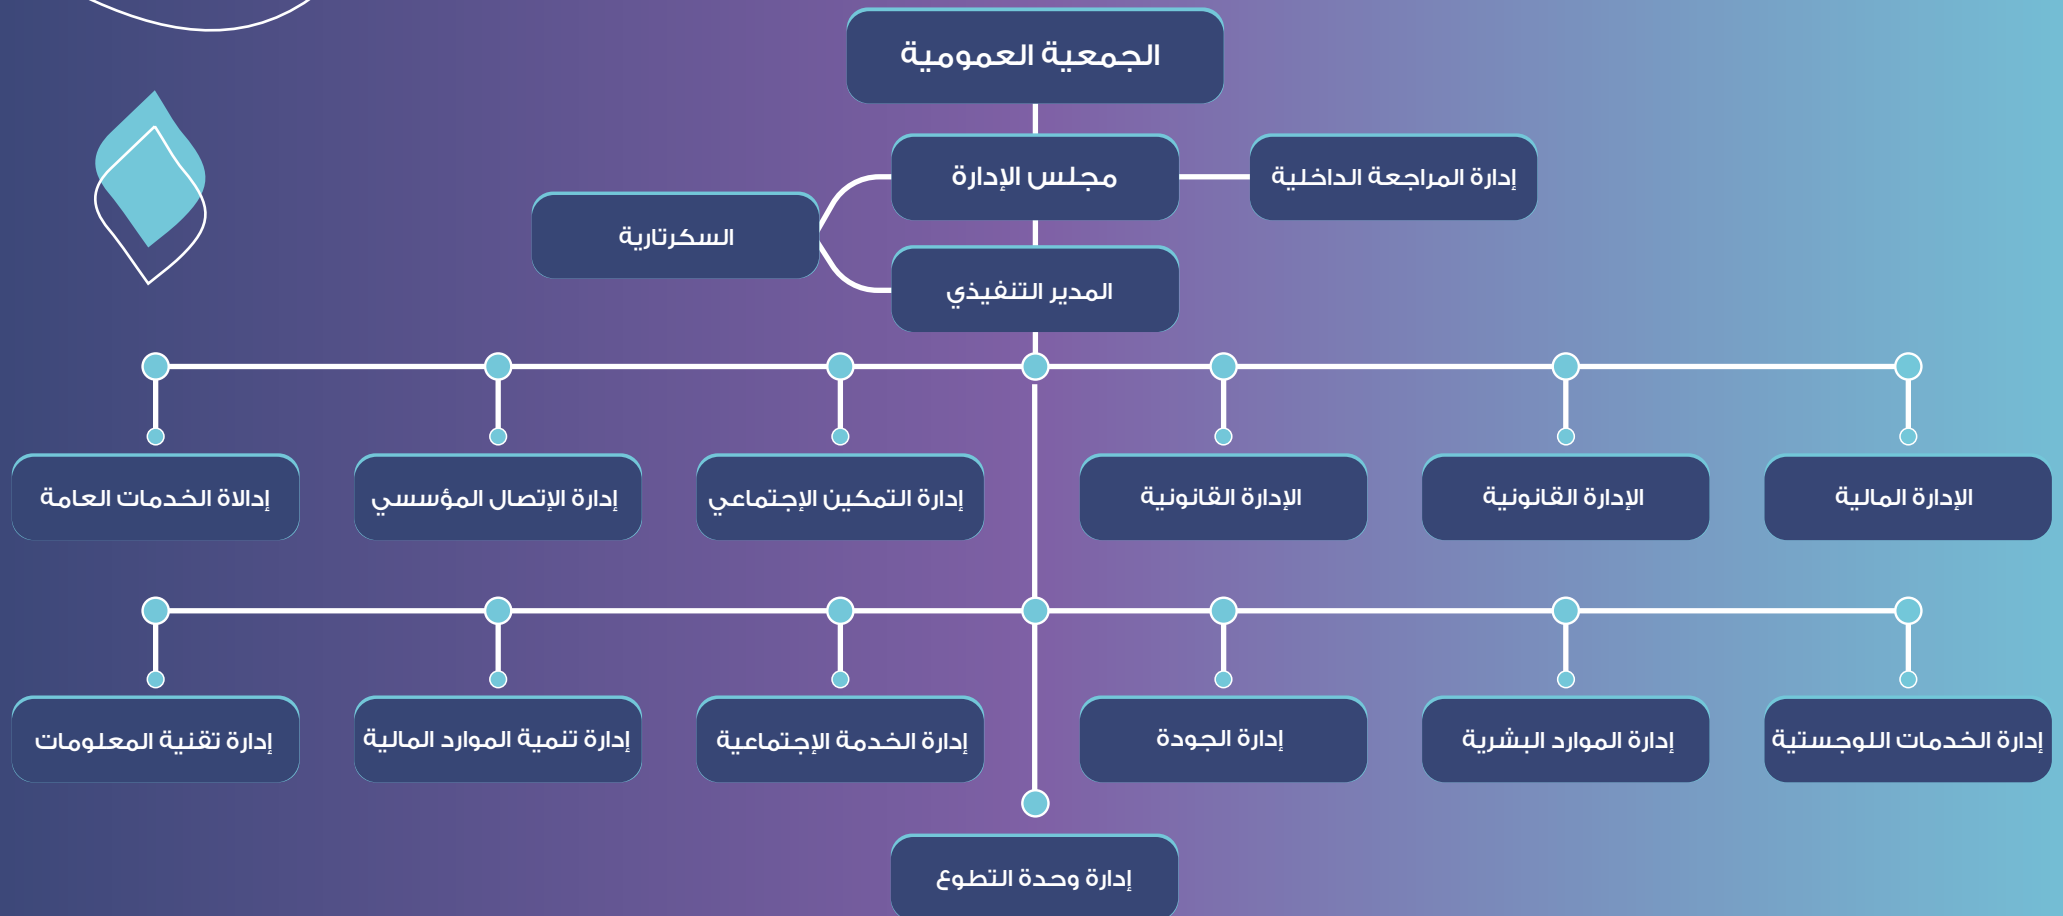 الجمعية العمومية
مجلس الإدارة
إدارة المراجعة الداخلية
السكرتارية
المدير التنفيذي
الإدارة المالية
الإدارة القانونية
الإدارة القانونية
إدارة التمكين الإجتماعي
إدارة الإتصال المؤسسي
إدالاة الخدمات العامة
إدارة الخدمات اللوجستية
إدارة الموارد البشرية
إدارة الجودة
إدارة الخدمة الإجتماعية
إدارة تنمية الموارد المالية
إدارة تقنية المعلومات
إدارة وحدة التطوع